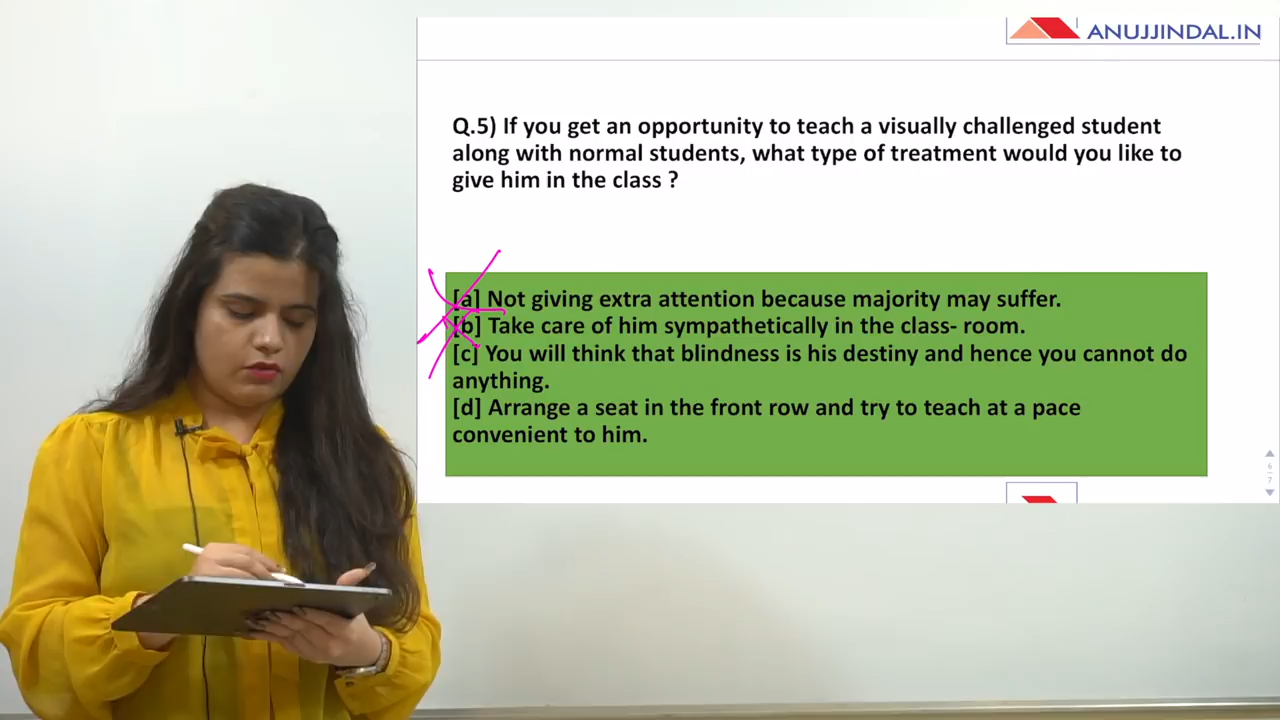 ANUJJINDAL.IN
Q.5) If you get an opportunity to teach a visually challenged student
along with normal students, what type of treatment would you like to
give him in the class ?
[a] Not giving extra attention because majority may suffer.
[b] Take care of him sympathetically in the class- room.
[c] You will think that blindness is his destiny and hence you cannot do
anything.
[d] Arrange a seat in the front row and try to teach at a pace
convenient to him.
6
7